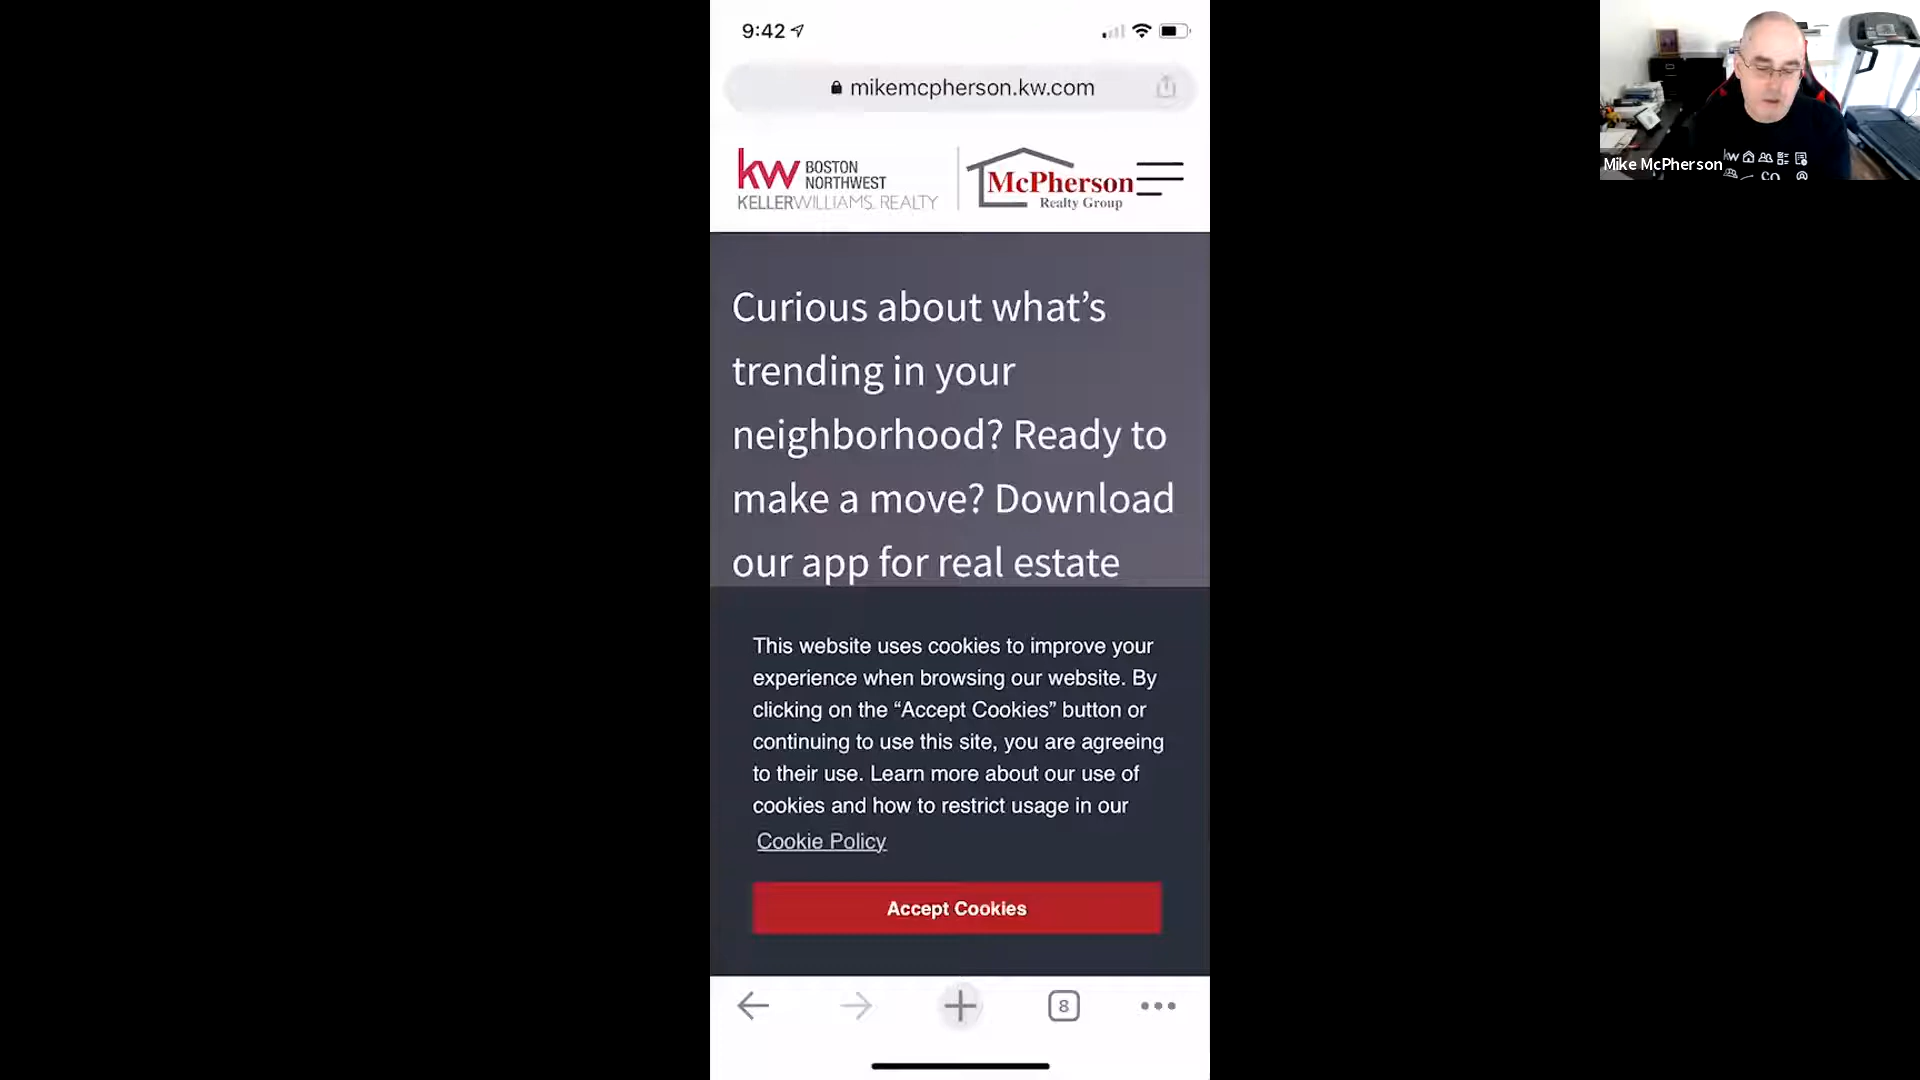 9:42
mikemcpherson.kw.com
kw BOSTON
NORTHWEST
KELLERWILLIAMS. REALTY
McPherson
Realty Group
Curious about what’s
trending in your
neighborhood? Ready to
make a move? Download
our app for real estate
This website uses cookies to improve your
experience when browsing our website. By
clicking on the “Accept Cookies” button or
continuing to use this site, you are agreeing
to their use. Learn more about our use of
cookies and how to restrict usage in our
Cookie Policy
Accept Cookies
8
Mike McPherson
kw